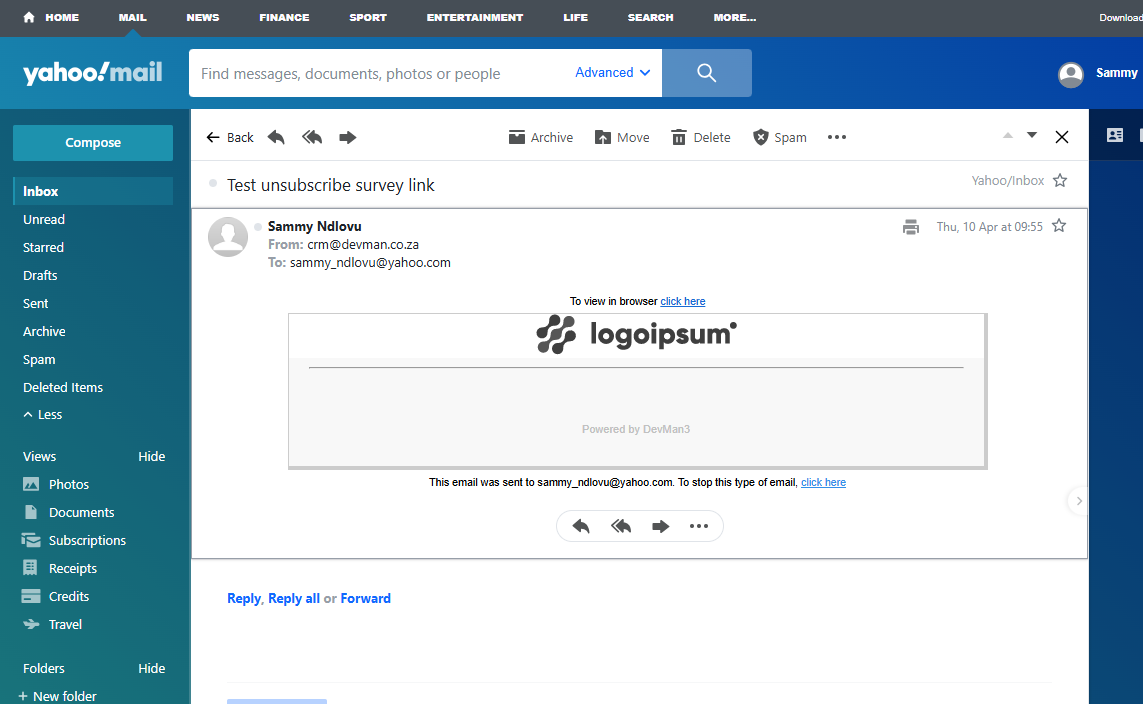 HOME MAIL NEWS FINANCE SPORT ENTERTAINMENT LIFE SEARCH MORE... Download
yahoo!mail Find messages, documents, photos or people Advanced Sammy
Compose
Back Archive Move Delete Spam
Test unsubscribe survey link Yahoo/Inbox
Inbox
Unread
Starred
Drafts
Sent
Archive
Spam
Deleted Items
Less
Views Hide
Photos
Documents
Subscriptions
Receipts
Credits
Travel
Folders Hide
+ New folder
Sammy Ndlovu Thu, 10 Apr at 09:55
From: crm@devman.co.za
To: sammy_ndlovu@yahoo.com
To view in browser click here
logoipsum
Powered by DevMan3
This email was sent to sammy_ndlovu@yahoo.com. To stop this type of email, click here
Reply, Reply all or Forward